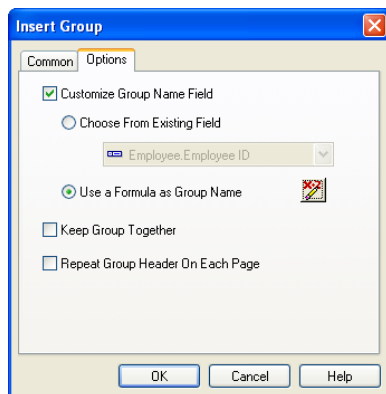 Insert Group
Common Options
Customize Group Name Field
Choose From Existing Field
Employee.Employee ID
Use a Formula as Group Name
x-2
Keep Group Together
Repeat Group Header On Each Page
OK Cancel Help